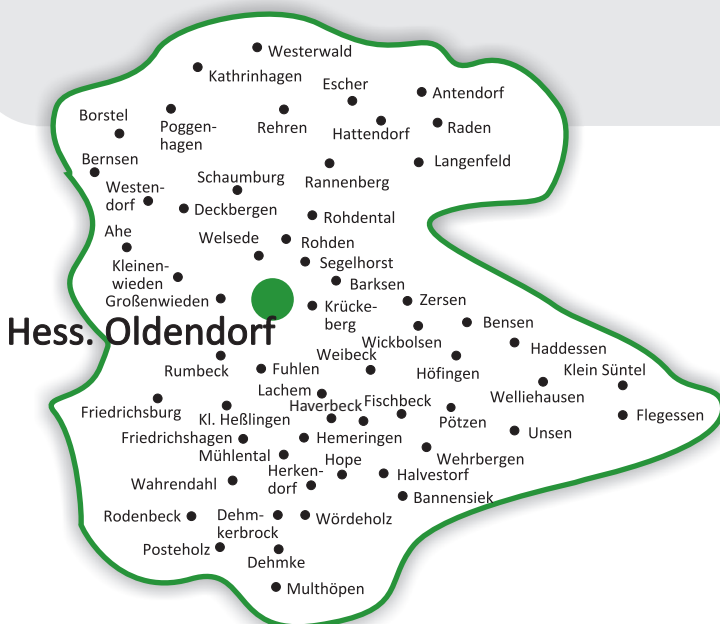 Westerwald
Kathrinhagen
Escher
Antendorf
Borstel
Poggen-
hagen
Rehren
Hattendorf
Raden
Bernsen
Langenfeld
Schaumburg
Rannenberg
Westen-
dorf
Deckbergen
Rohdental
Ahe
Welsede
Rohden
Segelhorst
Kleinen-
wieden
Barksen
Großenwieden
Krücke-
berg
Zersen
Hess. Oldendorf
Bensen
Wickbolsen
Haddessen
Weibeck
Rumbeck
Fuhlen
Höfingen
Klein Süntel
Lachem
Welliehausen
Friedrichsburg
Haverbeck
Fischbeck
Kl. Heßlingen
Pötzen
Flegessen
Friedrichshagen
Hemeringen
Unsen
Mühlental
Hope
Wehrbergen
Herken-
dorf
Halvestorf
Wahrendahl
Bannensiek
Rodenbeck
Dehm-
kerbrock
Wördeholz
Posteholz
Dehmke
Multhöpen